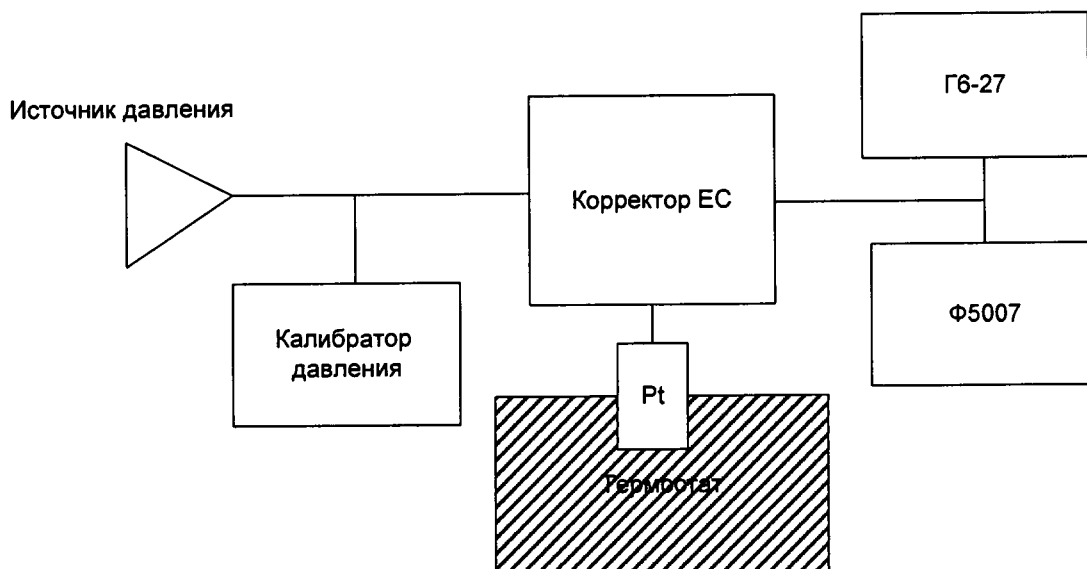 Г6-27
Источник давления
Корректор ЕС
Ф5007
Калибратор
давления
Pt
Термостат